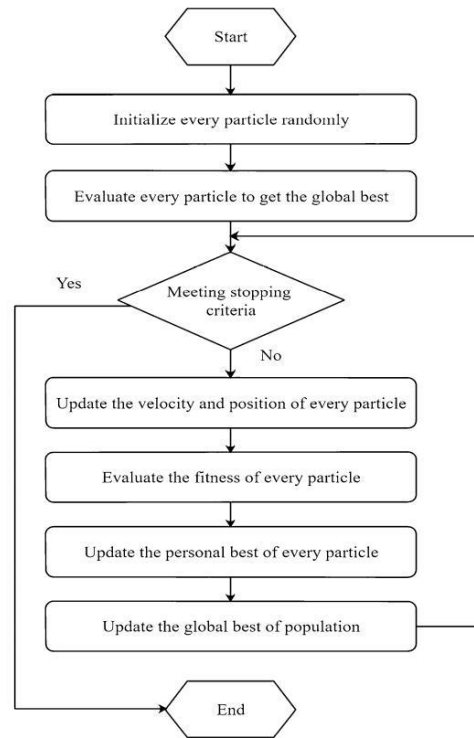 Start
Initialize every particle randomly
Evaluate every particle to get the global best
Yes
Meeting stopping
criteria
No
Update the velocity and position of every particle
Evaluate the fitness of every particle
Update the personal best of every particle
Update the global best of population
End